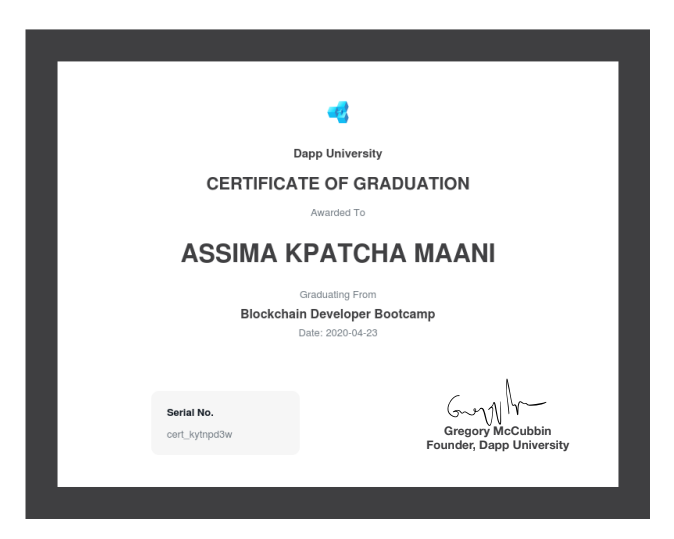 Dapp University
CERTIFICATE OF GRADUATION
Awarded To
ASSIMA KPATCHA MAANI
Graduating From
Blockchain Developer Bootcamp
Date: 2020-04-23
Serial No.
cert_kytnpd3w
Gregory McCubbin
Founder, Dapp University